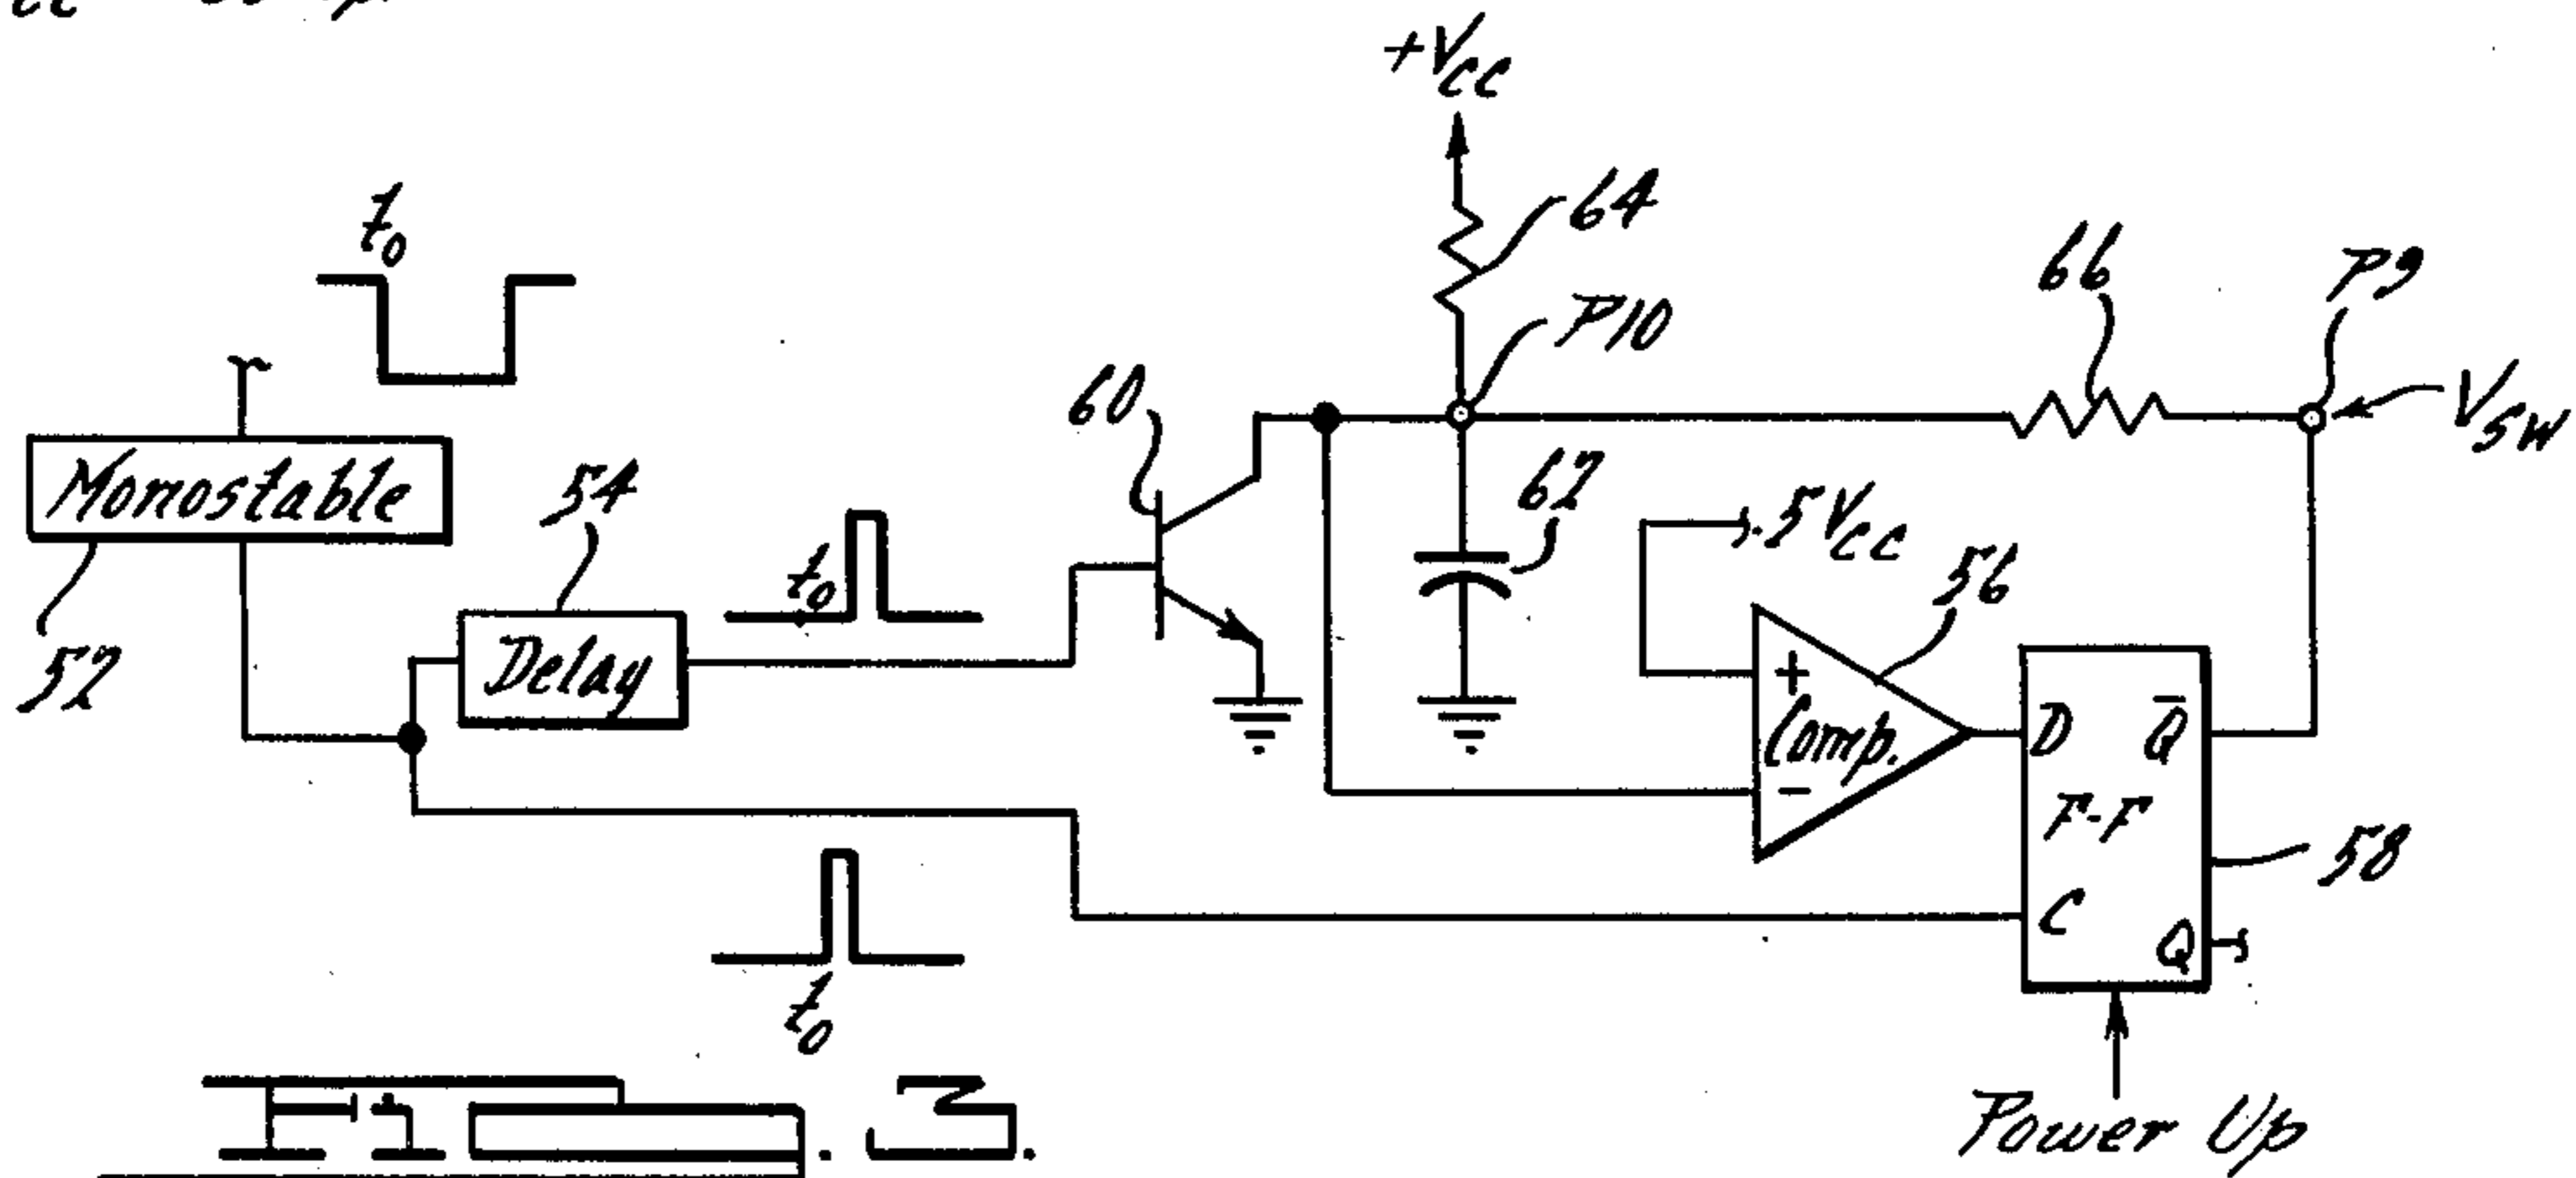 +Vcc
t0
64
66
P9
P10
60
VSW
Monostable
54
62
.5Vcc
t0
56
52
Delay
+
Comp.
-
D
Q̅
F-F
58
C
Q
t0
Power Up
Fig. 3.